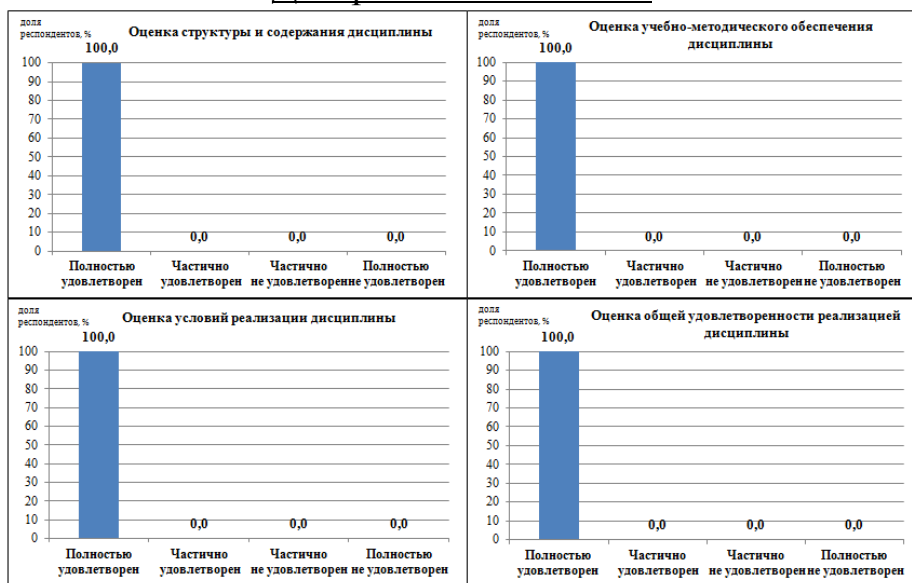 доля
респондентов, %
Оценка структуры и содержания дисциплины
100,0
100
90
80
70
60
50
40
30
20
10
0
0,0 0,0 0,0
Полностью Частично Частично Полностью
удовлетворен удовлетворен не удовлетворен не удовлетворен
доля
респондентов, %
Оценка учебно-методического обеспечения
дисциплины
100,0
100
90
80
70
60
50
40
30
20
10
0
0,0 0,0 0,0
Полностью Частично Частично Полностью
удовлетворен удовлетворен не удовлетворен не удовлетворен
доля
респондентов, %
Оценка условий реализации дисциплины
100,0
100
90
80
70
60
50
40
30
20
10
0
0,0 0,0 0,0
Полностью Частично Частично Полностью
удовлетворен удовлетворен не удовлетворен не удовлетворен
доля
респондентов, %
Оценка общей удовлетворенности реализацией
дисциплины
100,0
100
90
80
70
60
50
40
30
20
10
0
0,0 0,0 0,0
Полностью Частично Частично Полностью
удовлетворен удовлетворен не удовлетворен не удовлетворен